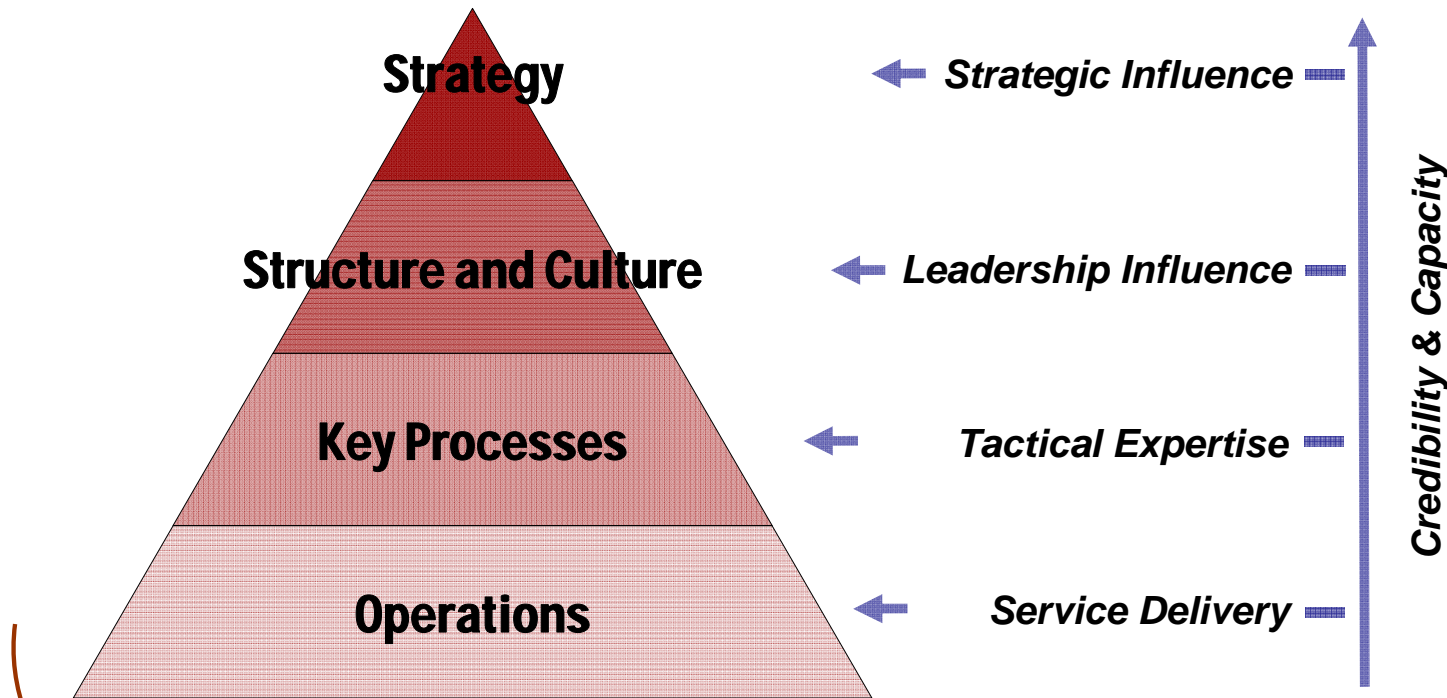 Strategy
Strategic Influence
Structure and Culture
Leadership Influence
Key Processes
Tactical Expertise
Operations
Service Delivery
Credibility & Capacity